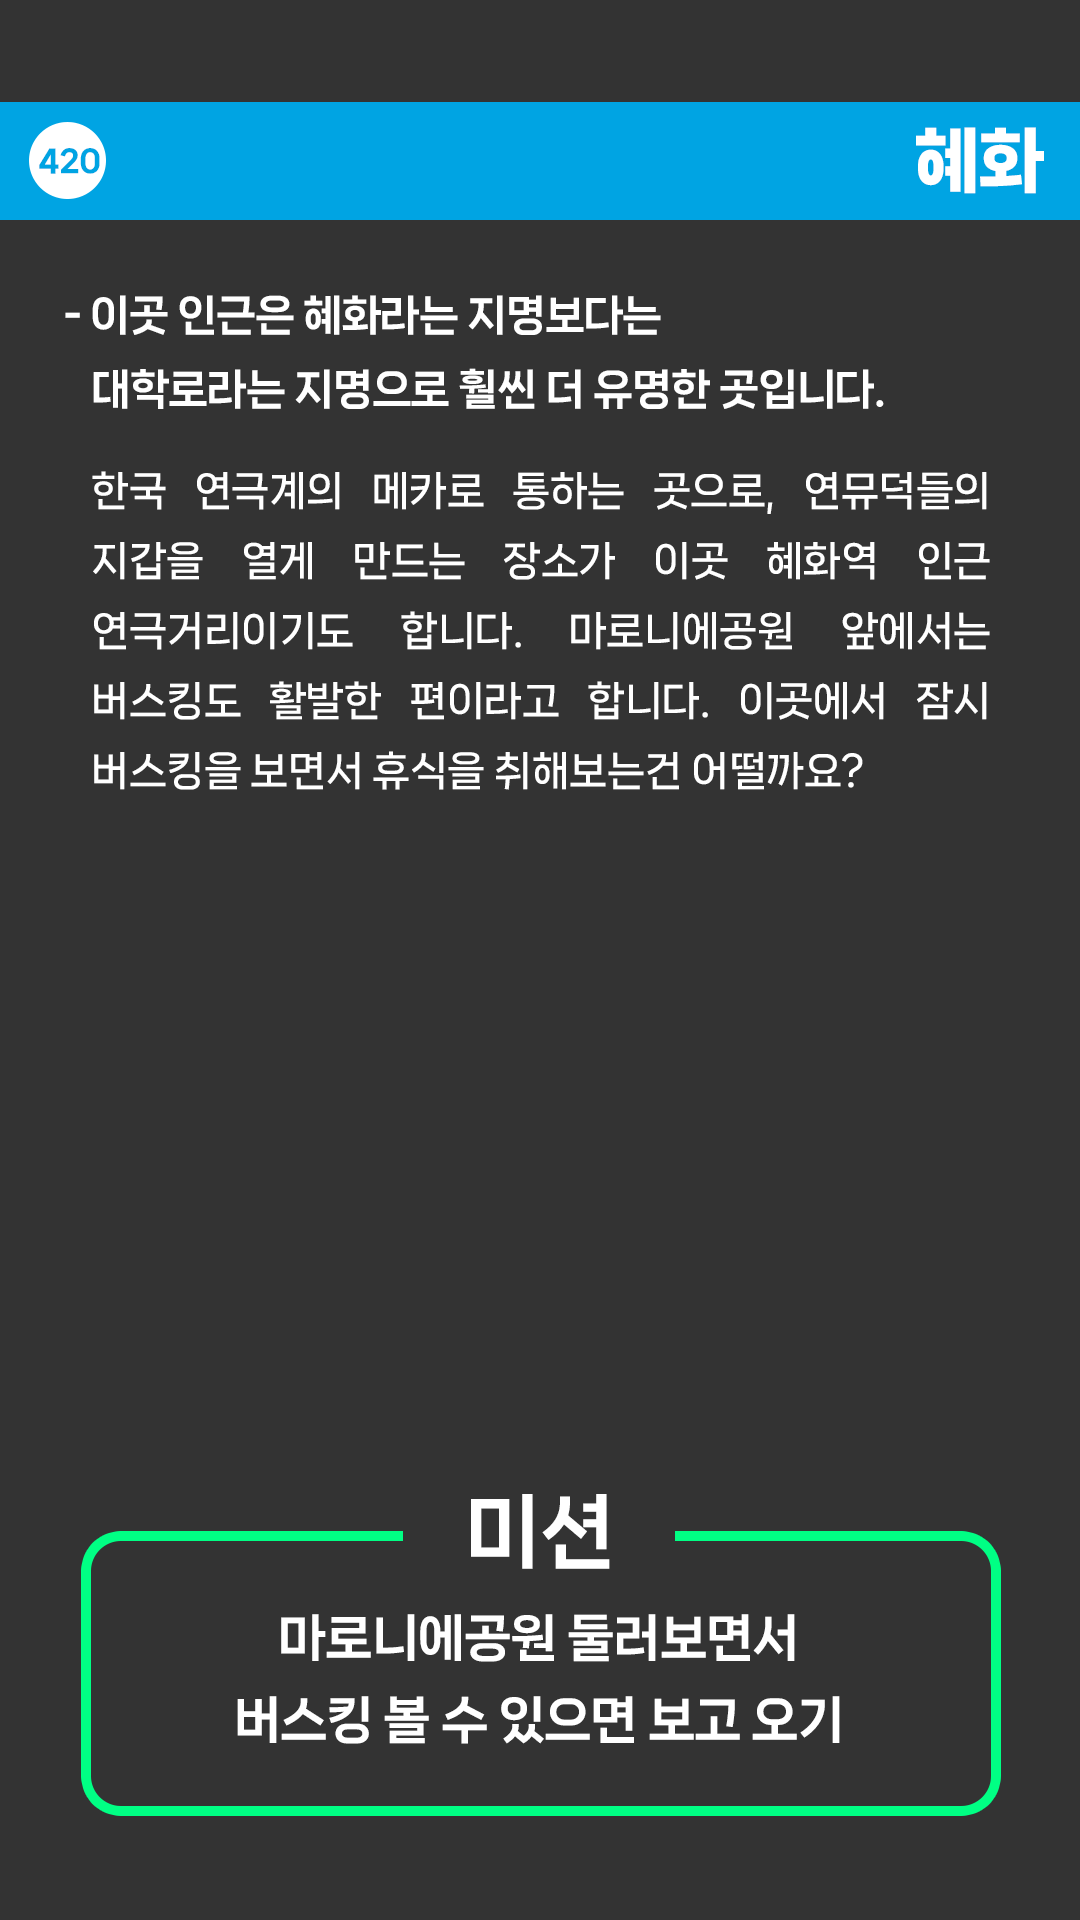 420
혜화
- 이곳 인근은 혜화라는 지명보다는
대학로라는 지명으로 훨씬 더 유명한 곳입니다.
한국 연극계의 메카로 통하는 곳으로, 연뮤덕들의
지갑을 열게 만드는 장소가 이곳 혜화역 인근
연극거리이기도 합니다. 마로니에공원 앞에서는
버스킹도 활발한 편이라고 합니다. 이곳에서 잠시
버스킹을 보면서 휴식을 취해보는건 어떨까요?
미션
마로니에공원 둘러보면서
버스킹 볼 수 있으면 보고 오기